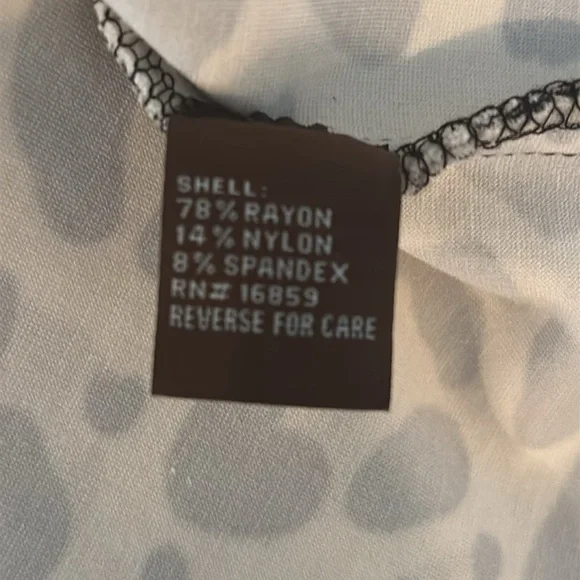 SHELL:
78% RAYON
14% NYLON
8% SPANDEX
RN# 16859
REVERSE FOR CARE